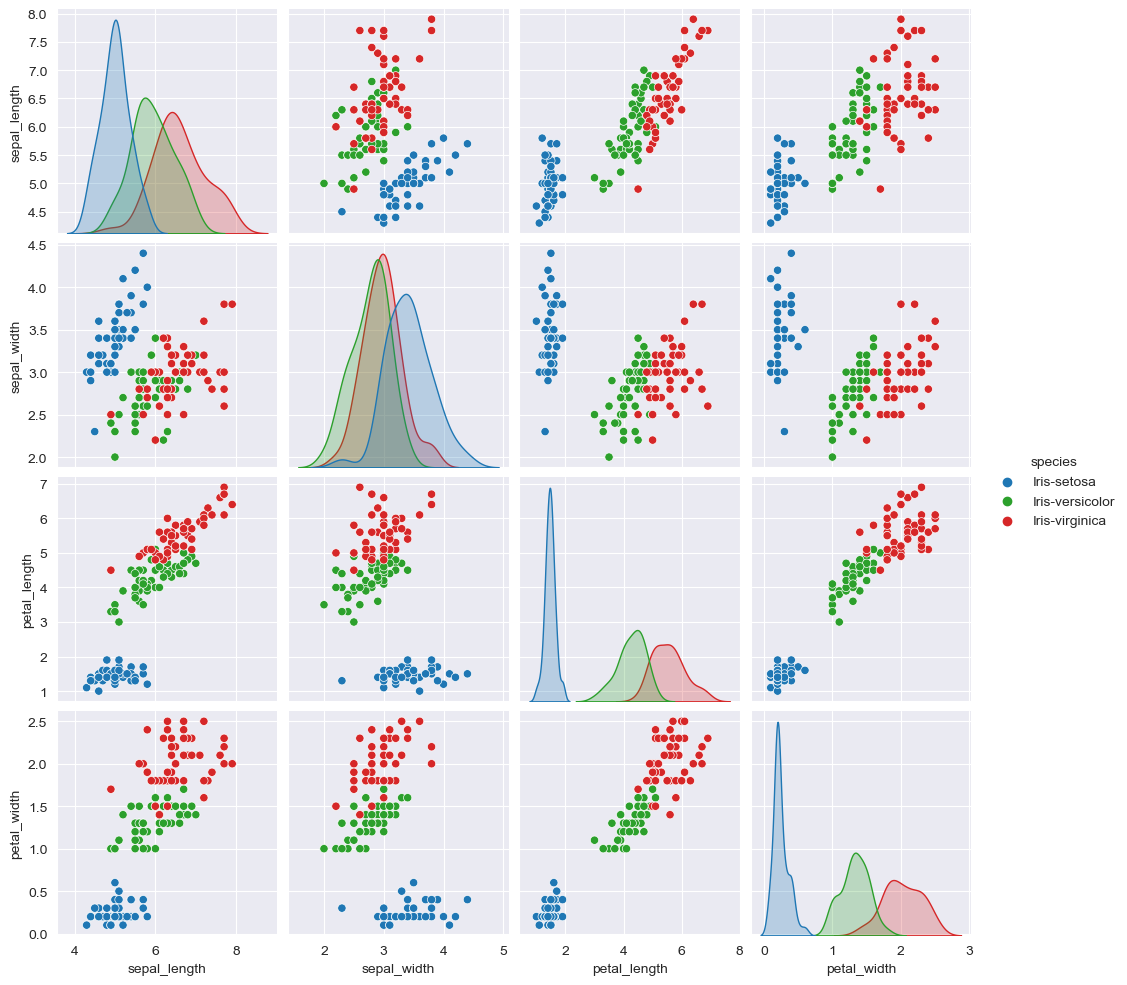 8.0
7.5
7.0
6.5
6.0
5.5
5.0
4.5
sepal_length
4.5
4.0
3.5
3.0
2.5
2.0
sepal_width
7
6
5
4
3
2
1
petal_length
species
Iris-setosa
Iris-versicolor
Iris-virginica
2.5
2.0
1.5
1.0
0.5
0.0
petal_width
4 6 8
sepal_length
2 3 4 5
sepal_width
2 4 6 8
petal_length
0 1 2 3
petal_width